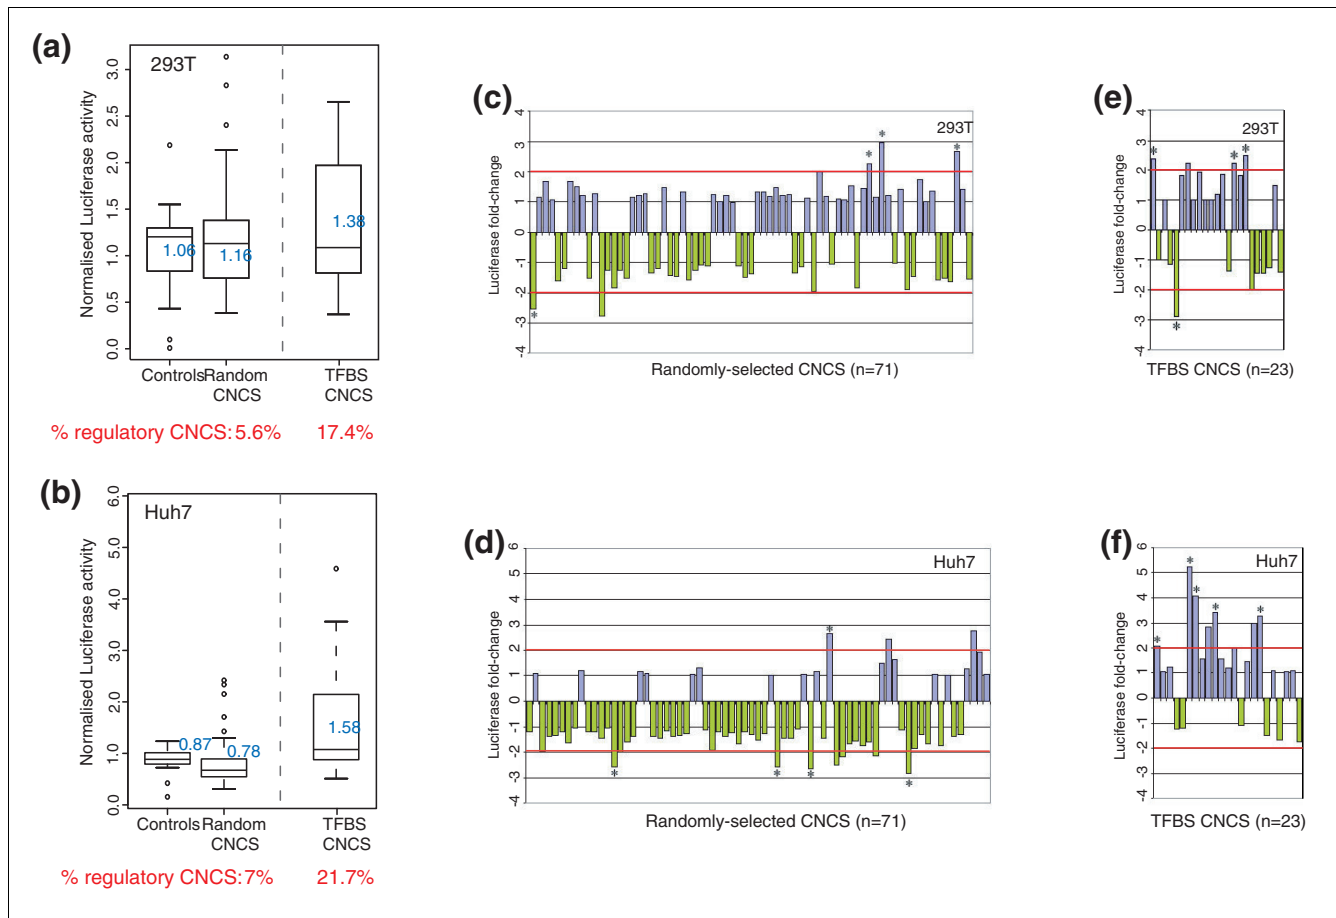 (a)
293T
Normalised Luciferase activity
3.0
2.5
2.0
1.5
1.0
0.5
0.0
1.06
1.16
1.38
Controls
Random CNCS
TFBS CNCS
% regulatory CNCS: 5.6%
17.4%
(b)
Huh7
Normalised Luciferase activity
6.0
5.0
4.0
3.0
2.0
1.0
0.0
0.87
0.78
1.58
Controls
Random CNCS
TFBS CNCS
% regulatory CNCS: 7%
21.7%
(c)
293T
Luciferase fold-change
4
3
2
1
0
-1
-2
-3
-4
*
*
*
*
Randomly-selected CNCS (n=71)
(d)
Huh7
Luciferase fold-change
6
5
4
3
2
1
0
-1
-2
-3
-4
*
*
*
*
*
Randomly-selected CNCS (n=71)
(e)
293T
Luciferase fold-change
4
3
2
1
0
-1
-2
-3
-4
*
*
*
*
TFBS CNCS (n=23)
(f)
Huh7
Luciferase fold-change
6
5
4
3
2
1
0
-1
-2
-3
-4
*
*
*
*
*
TFBS CNCS (n=23)